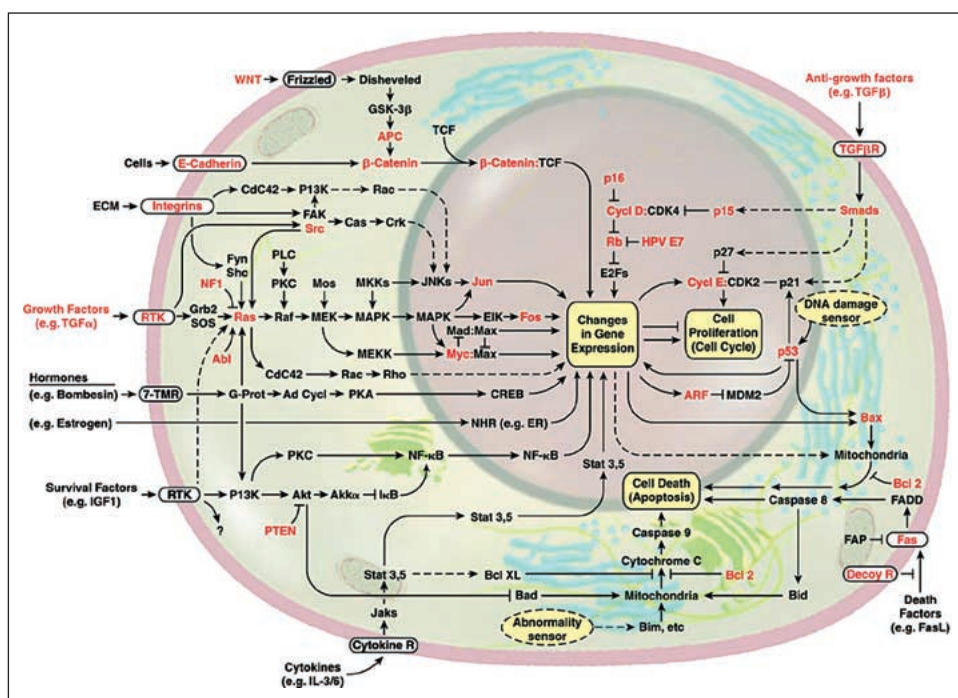 WNT
Frizzled
Disheveled
GSK-3β
APC
TCF
Cells
E-Cadherin
β-Catenin
β-Catenin:TCF
Anti-growth factors
(e.g. TGFβ)
TGFβR
CdC42
P13K
Rac
ECM
Integrins
FAK
Src
Cas
Crk
p16
Cycl D:CDK4
p15
Smads
Rb
HPV E7
E2Fs
p27
Cycl E:CDK2
p21
DNA damage
sensor
Fyn
Shc
NF1
PLC
PKC
Mos
MKKs
JNKs
Jun
Growth Factors
(e.g. TGFα)
RTK
Grb2
SOS
Ras
Raf
MEK
MAPK
MAPK
ElK
Fos
Changes
in Gene
Expression
Cell
Proliferation
(Cell Cycle)
Mad:Max
Abl
MEKK
Myc:Max
p53
CdC42
Rac
Rho
Hormones
(e.g. Bombesin)
7-TMR
G-Prot
Ad Cycl
PKA
CREB
ARF
MDM2
(e.g. Estrogen)
NHR (e.g. ER)
Bax
PKC
NF-κB
NF-κB
Stat 3,5
Mitochondria
Survival Factors
(e.g. IGF1)
RTK
P13K
Akt
Akkα
IκB
Cell Death
(Apoptosis)
Bcl 2
Caspase 8
FADD
?
PTEN
Stat 3,5
Caspase 9
FAP
Fas
Cytochrome C
Stat 3,5
Bcl XL
Bcl 2
Decoy R
Jaks
Bad
Mitochondria
Bid
Death
Factors
(e.g. FasL)
Abnormality
sensor
Bim, etc
Cytokine R
Cytokines
(e.g. IL-3/6)